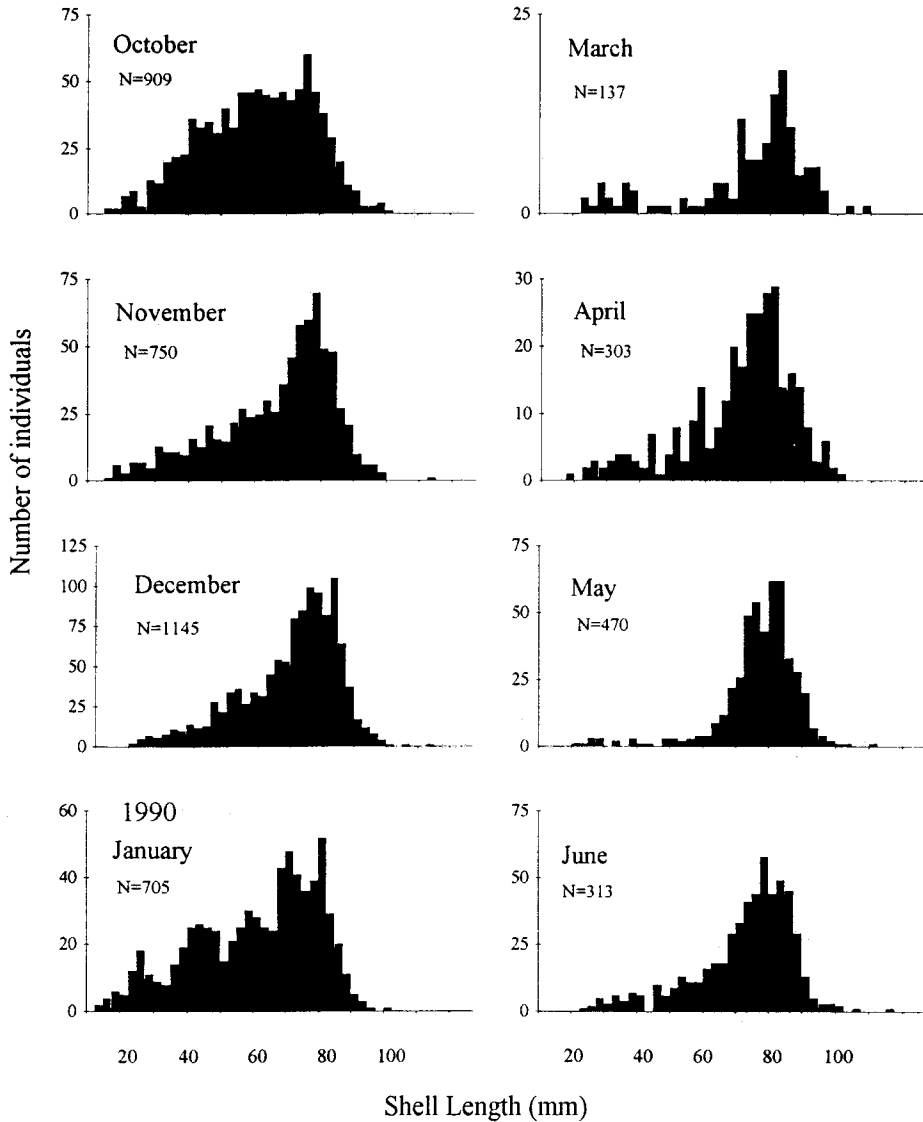 75
50
25
0
October
N=909
25
0
March
N=137
Number of individuals
75
50
25
0
November
N=750
30
20
10
0
April
N=303
125
100
75
50
25
0
December
N=1145
75
50
25
0
May
N=470
60
40
20
0
1990
January
N=705
75
50
25
0
June
N=313
20 40 60 80 100
20 40 60 80 100
Shell Length (mm)